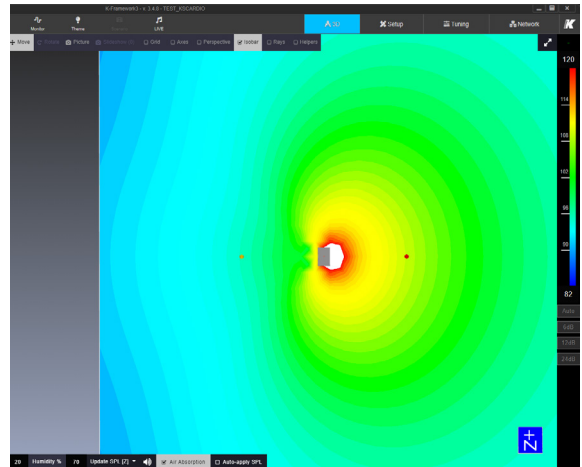 K-Framework3 - v. 3.4.8 - TEST_KSCARDIO
Monitor Theme LIVE 3D Setup Tuning Network K
Move Picture Grid Axes Perspective Isobar Rays Helpers
120
114
108
102
96
90
82
Auto
6dB
12dB
24dB
N
20 Humidity % 70 Update SPL [Z] Air Absorption Auto-apply SPL